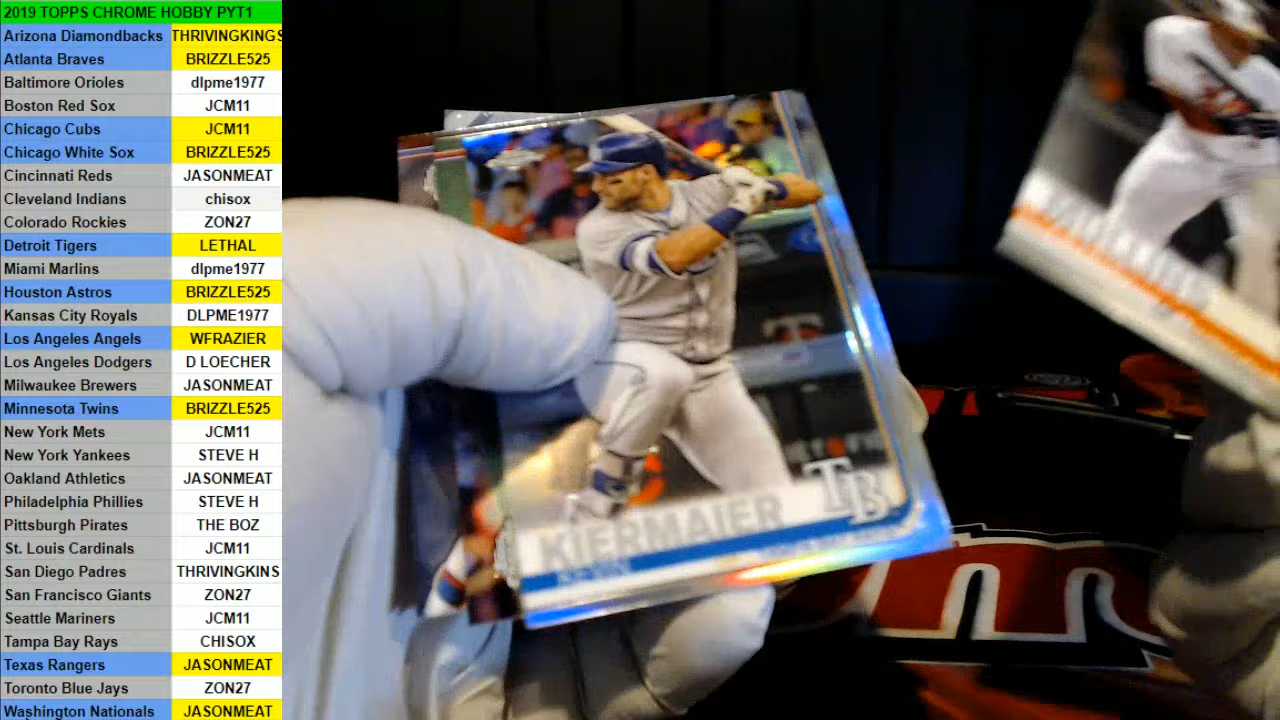 2019 TOPPS CHROME HOBBY PYT1
Arizona Diamondbacks THRIVINGKINGS
Atlanta Braves BRIZZLE525
Baltimore Orioles dlpme1977
Boston Red Sox JCM11
Chicago Cubs JCM11
Chicago White Sox BRIZZLE525
Cincinnati Reds JASONMEAT
Cleveland Indians chisox
Colorado Rockies ZON27
Detroit Tigers LETHAL
Miami Marlins dlpme1977
Houston Astros BRIZZLE525
Kansas City Royals DLPME1977
Los Angeles Angels WFRAZIER
Los Angeles Dodgers D LOECHER
Milwaukee Brewers JASONMEAT
Minnesota Twins BRIZZLE525
New York Mets JCM11
New York Yankees STEVE H
Oakland Athletics JASONMEAT
Philadelphia Phillies STEVE H
Pittsburgh Pirates THE BOZ
St. Louis Cardinals JCM11
San Diego Padres THRIVINGKINS
San Francisco Giants ZON27
Seattle Mariners JCM11
Tampa Bay Rays CHISOX
Texas Rangers JASONMEAT
Toronto Blue Jays ZON27
Washington Nationals JASONMEAT
KIERMAIER
KEVIN
TB